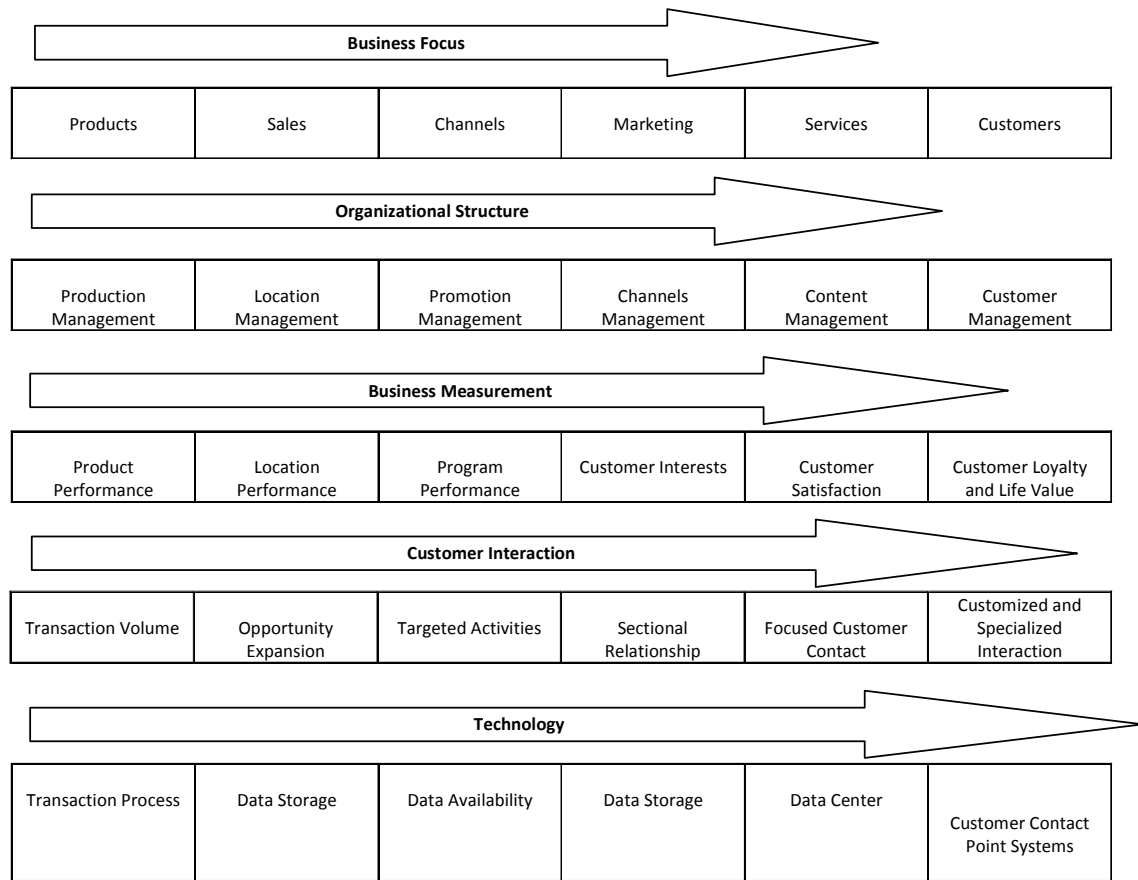 Business Focus
Products Sales Channels Marketing Services Customers
Organizational Structure
Production Location Promotion Channels Content Customer
Management Management Management Management Management Management
Business Measurement
Product Location Program Customer Interests Customer Customer Loyalty
Performance Performance Performance Satisfaction and Life Value
Customer Interaction
Transaction Volume Opportunity Targeted Activities Sectional Focused Customer Customized and
Expansion Relationship Contact Specialized
Interaction
Technology
Transaction Process Data Storage Data Availability Data Storage Data Center
Customer Contact
Point Systems